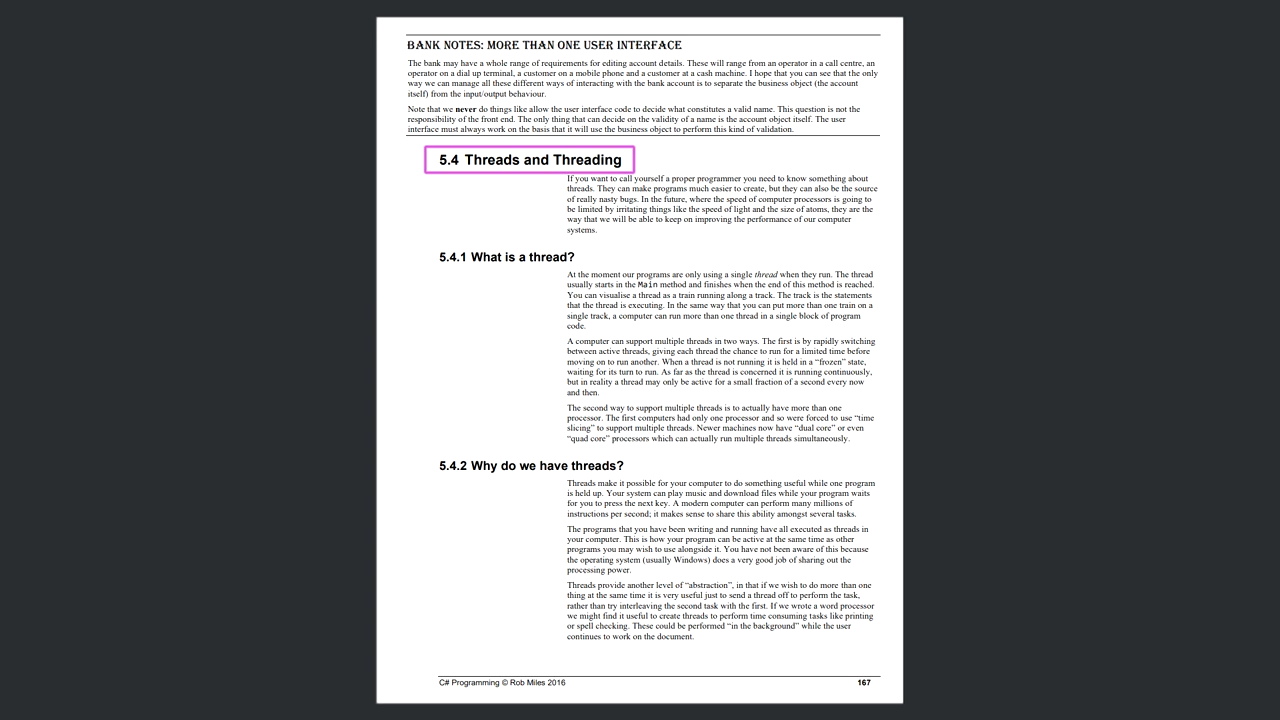 BANK NOTES: MORE THAN ONE USER INTERFACE
The bank may have a whole range of requirements for editing account details. These will range from an operator in a call centre, an
operator on a dial up terminal, a customer on a mobile phone and a customer at a cash machine. I hope that you can see that the only
way we can manage all these different ways of interacting with the bank account is to separate the business object (the account
itself) from the input/output behaviour.
Note that we never do things like allow the user interface code to decide what constitutes a valid name. This question is not the
responsibility of the front end. The only thing that can decide on the validity of a name is the account object itself. The user
interface must always work on the basis that it will use the business object to perform this kind of validation.
5.4 Threads and Threading
If you want to call yourself a proper programmer you need to know something about
threads. They can make programs much easier to create, but they can also be the source
of really nasty bugs. In the future, where the speed of computer processors is going to
be limited by irritating things like the speed of light and the size of atoms, they are the
way that we will be able to keep on improving the performance of our computer
systems.
5.4.1 What is a thread?
At the moment our programs are only using a single thread when they run. The thread
usually starts in the Main method and finishes when the end of this method is reached.
You can visualise a thread as a train running along a track. The track is the statements
that the thread is executing. In the same way that you can put more than one train on a
single track, a computer can run more than one thread in a single block of program
code.
A computer can support multiple threads in two ways. The first is by rapidly switching
between active threads, giving each thread the chance to run for a limited time before
moving on to run another. When a thread is not running it is held in a “frozen” state,
waiting for its turn to run. As far as the thread is concerned it is running continuously,
but in reality a thread may only be active for a small fraction of a second every now
and then.
The second way to support multiple threads is to actually have more than one
processor. The first computers had only one processor and so were forced to use “time
slicing” to support multiple threads. Newer machines now have “dual core” or even
“quad core” processors which can actually run multiple threads simultaneously.
5.4.2 Why do we have threads?
Threads make it possible for your computer to do something useful while one program
is held up. Your system can play music and download files while your program waits
for you to press the next key. A modern computer can perform many millions of
instructions per second; it makes sense to share this ability amongst several tasks.
The programs that you have been writing and running have all executed as threads in
your computer. This is how your program can be active at the same time as other
programs you may wish to use alongside it. You have not been aware of this because
the operating system (usually Windows) does a very good job of sharing out the
processing power.
Threads provide another level of “abstraction”, in that if we wish to do more than one
thing at the same time it is very useful just to send a thread off to perform the task,
rather than try interleaving the second task with the first. If we wrote a word processor
we might find it useful to create threads to perform time consuming tasks like printing
or spell checking. These could be performed “in the background” while the user
continues to work on the document.
C# Programming © Rob Miles 2016 167